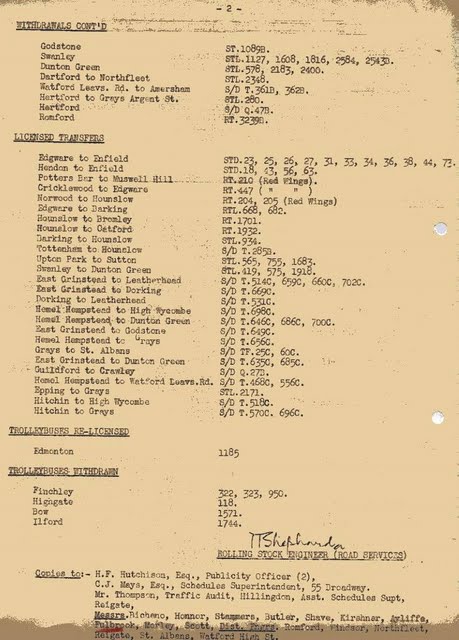 - 2 -
WITHDRAWALS CONT'D
Godstone ST.1089B.
Swanley STL.1127, 1608, 1816, 2584, 2543B.
Dunton Green STL.578, 2183, 2400.
Dartford to Northfleet STL.2348.
Watford Leavs. Rd. to Amersham S/D T.361B, 362B.
Hertford to Grays Argent St. STL.280.
Hertford S/D Q.47B.
Romford RT.3239B.
LICENSED TRANSFERS
Edgware to Enfield STD.23, 25, 26, 27, 31, 33, 34, 36, 38, 44, 73.
Hendon to Enfield STD.18, 43, 56, 63.
Potters Bar to Muswell Hill RT.210 (Red Wings).
Cricklewood to Edgware RT.447 ( " " )
Norwood to Hounslow RT.204, 205 (Red Wings)
Edgware to Barking RTL.668, 682.
Hounslow to Bromley RT.1701.
Hounslow to Catford RT.1932.
Barking to Hounslow STL.934.
Tottenham to Hounslow S/D T.285B.
Upton Park to Sutton STL.565, 755, 1683.
Swanley to Dunton Green STL.419, 575, 1918.
East Grinstead to Leatherhead S/D T.514C, 659C, 660C, 702C.
East Grinstead to Dorking S/D T.669C.
Dorking to Leatherhead S/D T.531C.
Hemel Hempstead to High Wycombe S/D T.698C.
Hemel Hempstead to Dunton Green S/D T.646C, 686C, 700C.
East Grinstead to Godstone S/D T.649C.
Hemel Hempstead to Grays S/D T.656C.
Grays to St. Albans S/D TF.25C, 60C.
East Grinstead to Dunton Green S/D T.635C, 685C.
Guildford to Crawley S/D Q.27B.
Hemel Hempstead to Watford Leavs.Rd. S/D T.468C, 556C.
Epping to Grays STL.2171.
Hitchin to High Wycombe S/D T.518C.
Hitchin to Grays S/D T.570C. 696C.
TROLLEYBUSES RE-LICENSED
Edmonton 1185
TROLLEYBUSES WITHDRAWN
Finchley 322, 323, 950.
Highgate 118.
Bow 1571.
Ilford 1744.
ROLLING STOCK ENGINEER (ROAD SERVICES)
Copies to:- H.F. Hutchison, Esq., Publicity Officer (2),
C.J. Mays, Esq., Schedules Superintendent, 55 Broadway.
Mr. Thompson, Traffic Audit, Hillingdon, Asst. Schedules Supt,
Reigate,
Messrs.Richeno, Honnor, Stammers, Butler, Shave, Kirshner, Ayliffe,
Fulbrook, Morley, Scott, Dist. Engrs. Romford, Windsor, Northfleet,
Reigate, St. Albans, Watford High St.